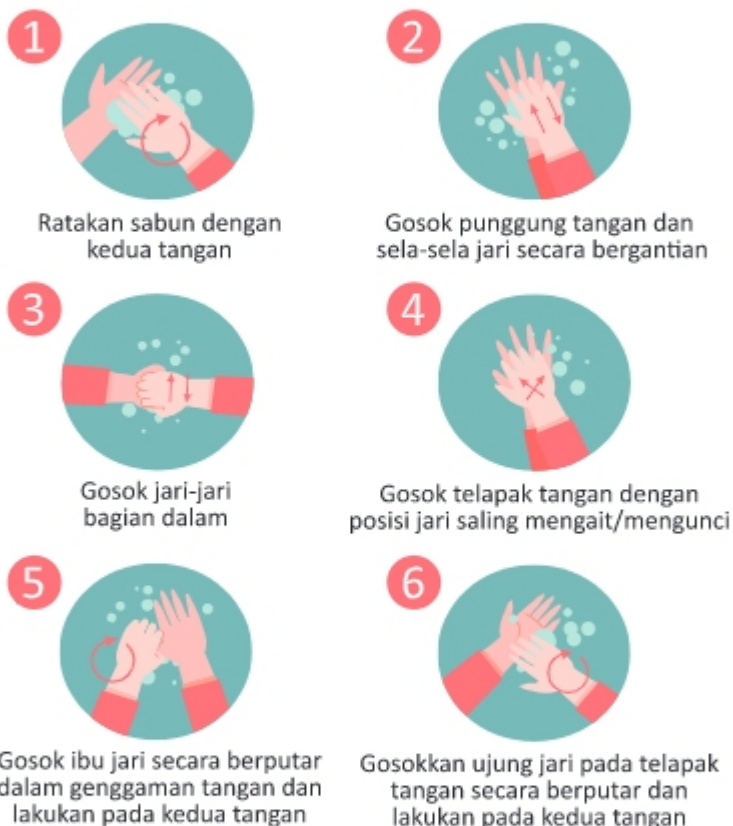 1
Ratakan sabun dengan
kedua tangan
2
Gosok punggung tangan dan
sela-sela jari secara bergantian
3
Gosok jari-jari
bagian dalam
4
Gosok telapak tangan dengan
posisi jari saling mengait/mengunci
5
Gosok ibu jari secara berputar
dalam genggaman tangan dan
lakukan pada kedua tangan
6
Gosokkan ujung jari pada telapak
tangan secara berputar dan
lakukan pada kedua tangan